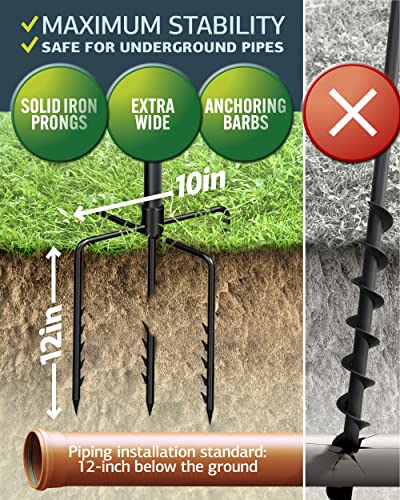 MAXIMUM STABILITY
SAFE FOR UNDERGROUND PIPES
SOLID IRON
PRONGS
EXTRA
WIDE
ANCHORING
BARBS
10in
12in
Piping installation standard:
12-inch below the ground